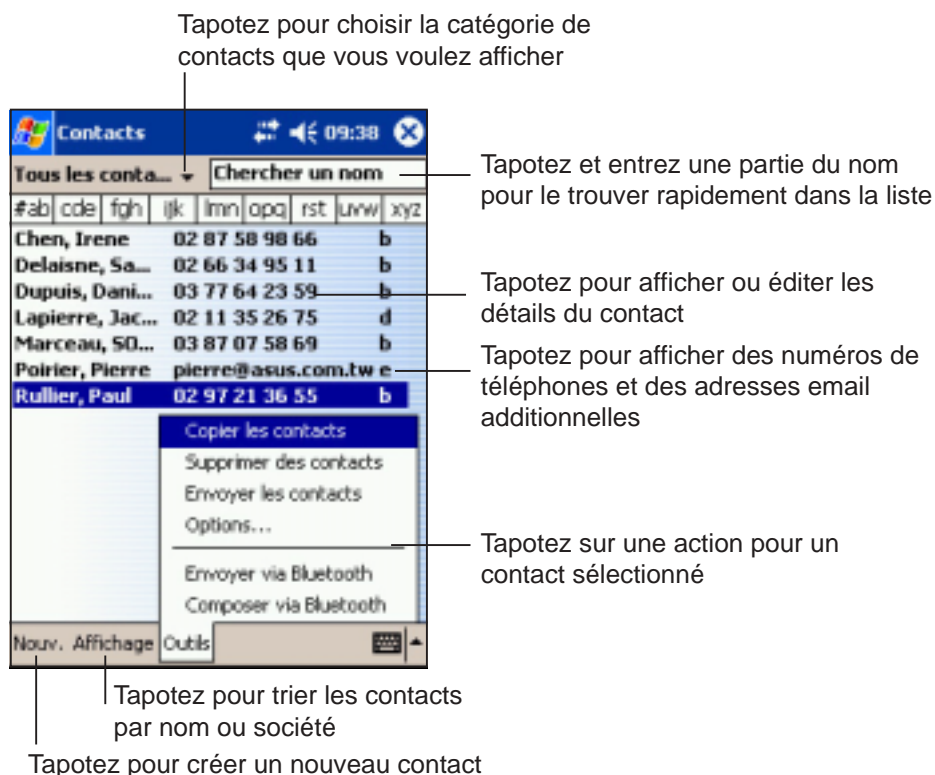 Tapotez pour choisir la catégorie de
contacts que vous voulez afficher
Contacts 09:38
Tous les conta... Chercher un nom
#ab cde fgh ijk lmn opq rst uvw xyz
Chen, Irene 02 87 58 98 66 b
Delaisne, Sa... 02 66 34 95 11 b
Dupuis, Dani... 03 77 64 23 59 b
Lapierre, Jac... 02 11 35 26 75 d
Marceau, SO... 03 87 07 58 69 b
Poirier, Pierre pierre@asus.com.tw e
Rullier, Paul 02 97 21 36 55 b
Copier les contacts
Supprimer des contacts
Envoyer les contacts
Options...
Envoyer via Bluetooth
Composer via Bluetooth
Nouv. Affichage Outils
Tapotez et entrez une partie du nom
pour le trouver rapidement dans la liste
Tapotez pour afficher ou éditer les
détails du contact
Tapotez pour afficher des numéros de
téléphones et des adresses email
additionnelles
Tapotez sur une action pour un
contact sélectionné
Tapotez pour trier les contacts
par nom ou société
Tapotez pour créer un nouveau contact